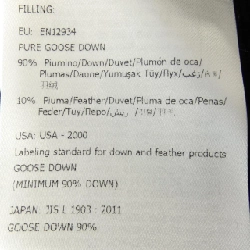 FILLING:
EU: EN12934
PURE GOOSE DOWN
90% Piumino/Down/Duvet/Plumón de oca/
Plumas/Daune/Yumuşak Tüy/Пух/زغب/
10% Piuma/Feather/Duvet/Pluma de oca/Penas/
Feder/Tüy/Перо/ريش/
USA: USA - 2000
Labeling standard for down and feather products
GOOSE DOWN
(MINIMUM 90% DOWN)
JAPAN: JIS L 1903 : 2011
GOOSE DOWN 90%